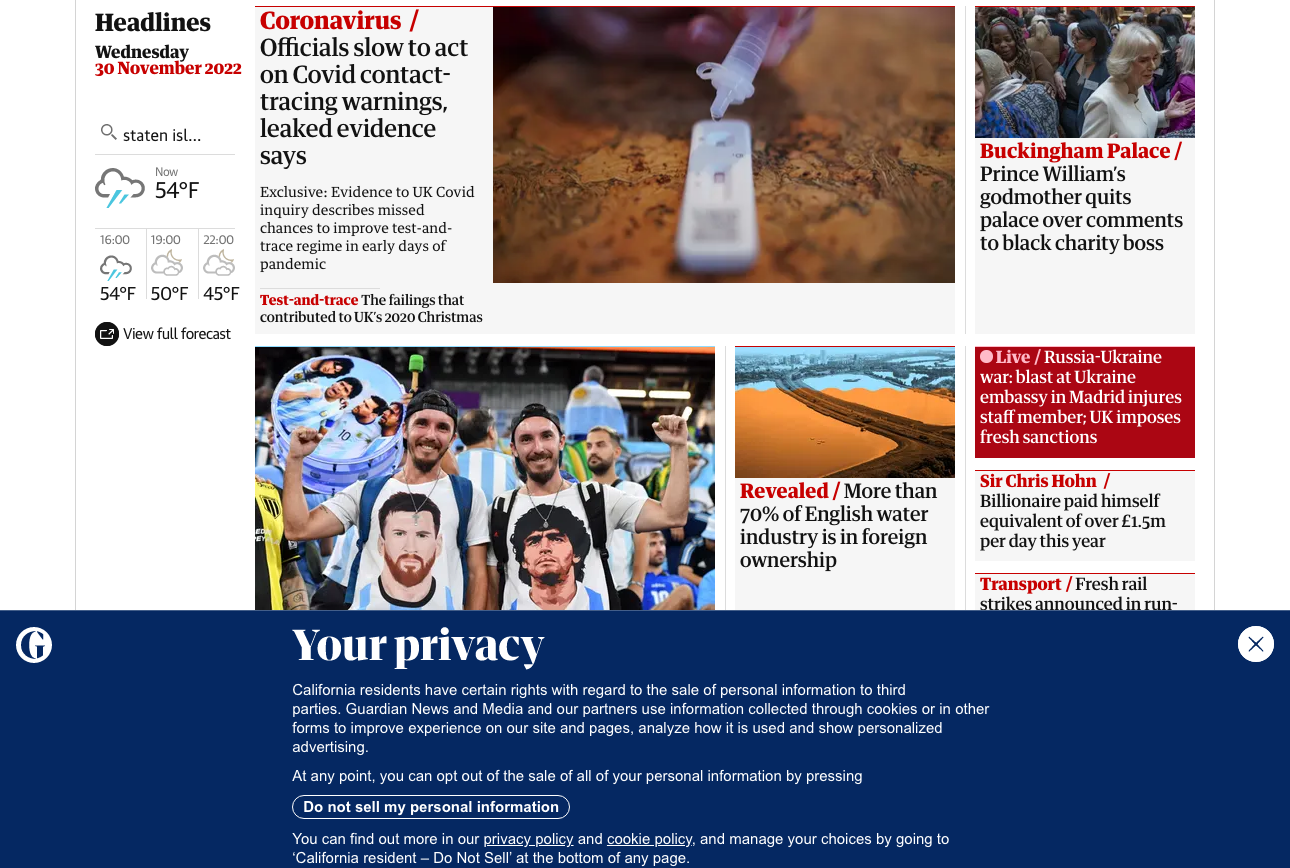 Headlines
Wednesday
30 November 2022
staten isl...
Now
54°F
16:00
19:00
22:00
54°F
50°F
45°F
View full forecast
Coronavirus /
Officials slow to act
on Covid contact-
tracing warnings,
leaked evidence
says
Exclusive: Evidence to UK Covid
inquiry describes missed
chances to improve test-and-
trace regime in early days of
pandemic
Test-and-trace The failings that
contributed to UK's 2020 Christmas
Buckingham Palace /
Prince William's
godmother quits
palace over comments
to black charity boss
10
10
Revealed / More than
70% of English water
industry is in foreign
ownership
Live / Russia-Ukraine
war: blast at Ukraine
embassy in Madrid injures
staff member; UK imposes
fresh sanctions
Sir Chris Hohn /
Billionaire paid himself
equivalent of over £1.5m
per day this year
Transport / Fresh rail
strikes announced in run-
G
Your privacy
California residents have certain rights with regard to the sale of personal information to third
parties. Guardian News and Media and our partners use information collected through cookies or in other
forms to improve experience on our site and pages, analyze how it is used and show personalized
advertising.
At any point, you can opt out of the sale of all of your personal information by pressing
Do not sell my personal information
You can find out more in our privacy policy and cookie policy, and manage your choices by going to
‘California resident – Do Not Sell’ at the bottom of any page.